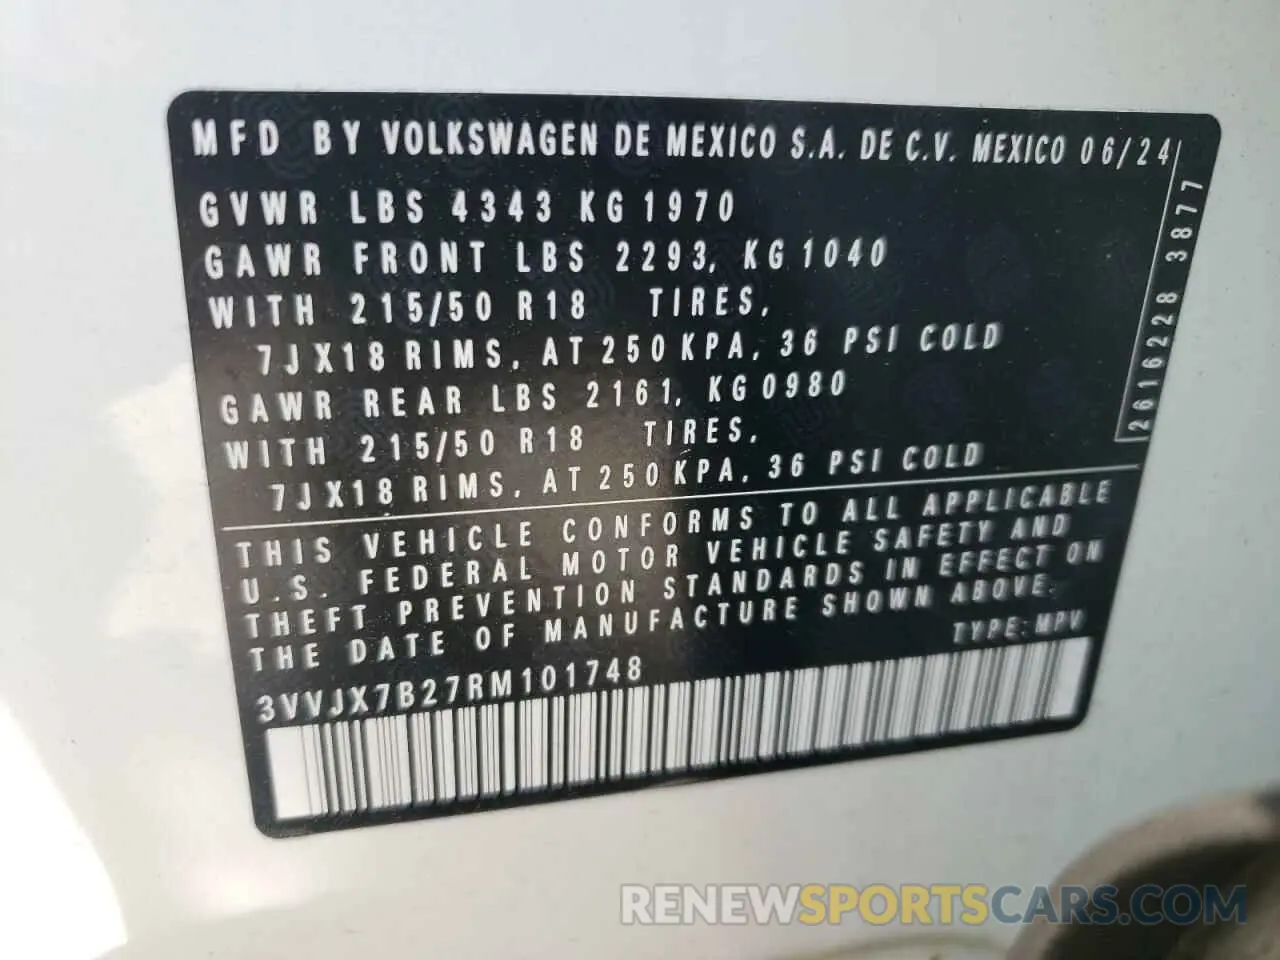 MFD BY VOLKSWAGEN DE MEXICO S.A. DE C.V. MEXICO 06/24
GVWR LBS 4343 KG 1970
GAWR FRONT LBS 2293, KG 1040
WITH 215/50 R18 TIRES,
7JX18 RIMS, AT 250 KPA, 36 PSI COLD
GAWR REAR LBS 2161, KG 0980
WITH 215/50 R18 TIRES,
7JX18 RIMS, AT 250 KPA, 36 PSI COLD
2616228 3877
THIS VEHICLE CONFORMS TO ALL APPLICABLE
U.S. FEDERAL MOTOR VEHICLE SAFETY AND
THEFT PREVENTION STANDARDS IN EFFECT ON
THE DATE OF MANUFACTURE SHOWN ABOVE.
TYPE: MPV
3VVJX7B27RM101748
RENEWSPORTSCARS.COM